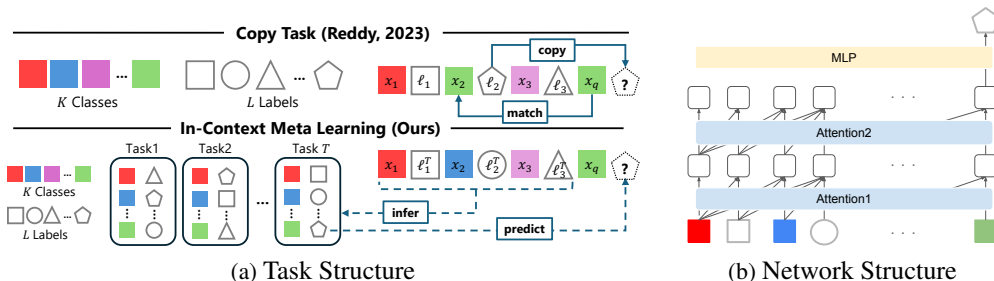 Copy Task (Reddy, 2023)
K Classes
...
L Labels
...
copy
x₁ ℓ₁ x₂ ℓ₂ x₃ ℓ₃ x_q ?
match
In-Context Meta Learning (Ours)
Task1 Task2 Task T
K Classes
...
L Labels
...
x₁ ℓ₁ᵀ x₂ ℓ₂ᵀ x₃ ℓ₃ᵀ x_q ?
infer
predict
(a) Task Structure
MLP
Attention2
Attention1
(b) Network Structure